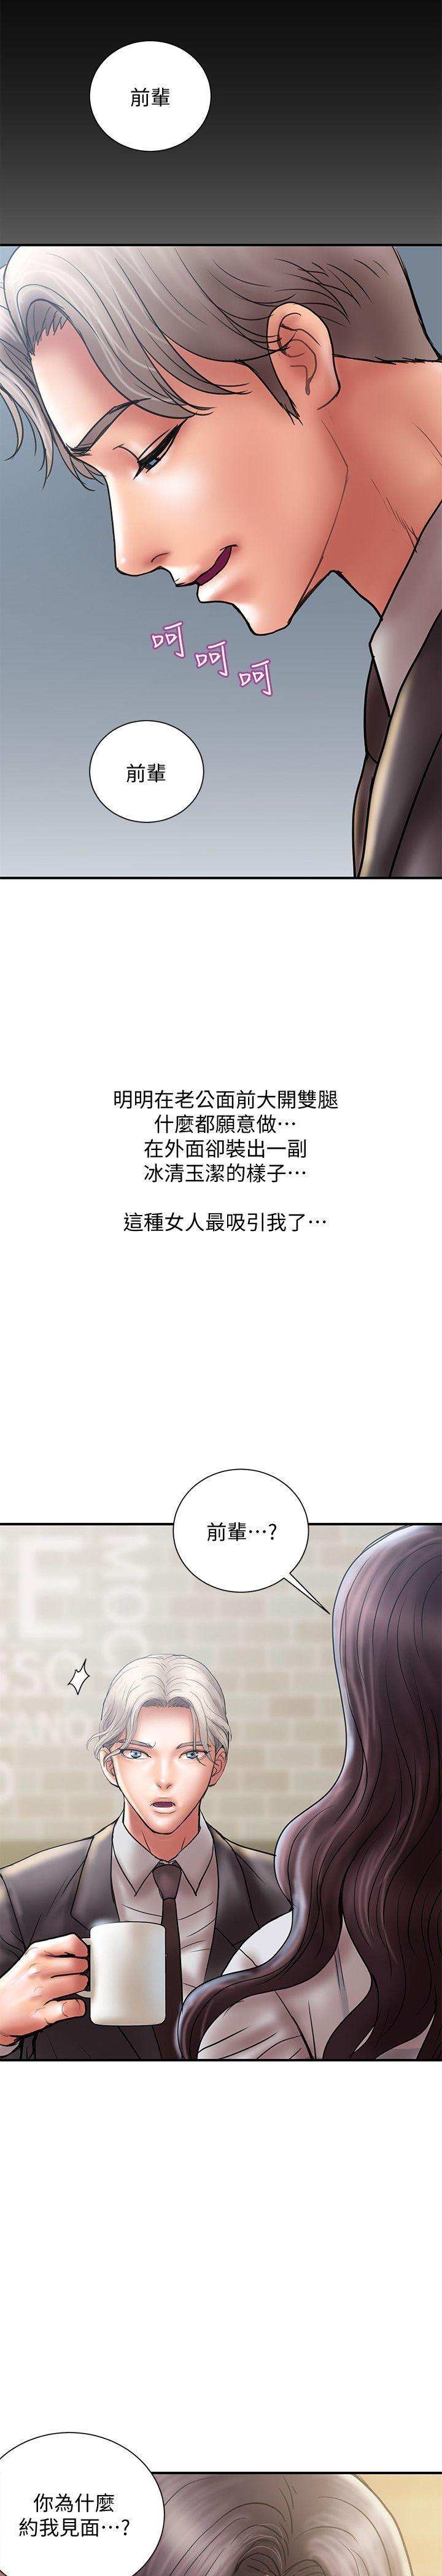 前輩
呵
呵
呵
前輩
明明在老公面前大開雙腿
什麼都願意做⋯
在外面卻裝出一副
冰清玉潔的樣子⋯
這種女人最吸引我了⋯
前輩⋯?
E
MOC
SSO
CANO
O
你為什麼
約我見面⋯?